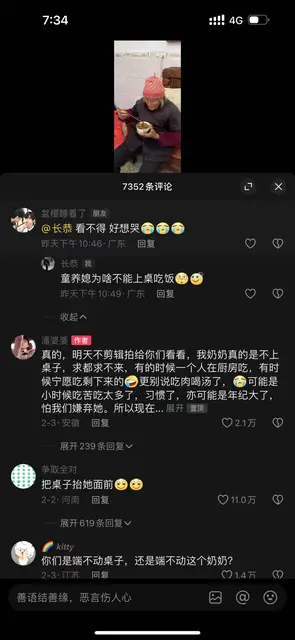 7:34
4G
7352条评论
盆樱睡着了 朋友
@长恭 看不得 好想哭😭😭😭
昨天下午10:46 · 广东 回复
长恭 我
童养媳为啥不能上桌吃饭
昨天下午10:49 · 广东 回复
收起
潘婆婆 作者
真的，明天不剪辑拍给你们看看，我奶奶真的是不上
桌子，求都求不来，有的时候一个人在厨房吃，有
时候宁愿吃剩下来的🤣更别说吃肉喝汤了，😅可能是
小时候吃苦吃太多了，习惯了，亦可能是年纪大了，
怕我们嫌弃她。所以现在... 展开 置顶
2-3 · 安徽 回复 2.1万
展开239条回复
争取全对
把桌子抬她面前
2-2 · 河南 回复 11.0万
展开619条回复
🌈 kitty
你们是端不动桌子，还是端不动这个奶奶？
2-3 · 江苏 回复 1.4万
善语结善缘，恶言伤人心